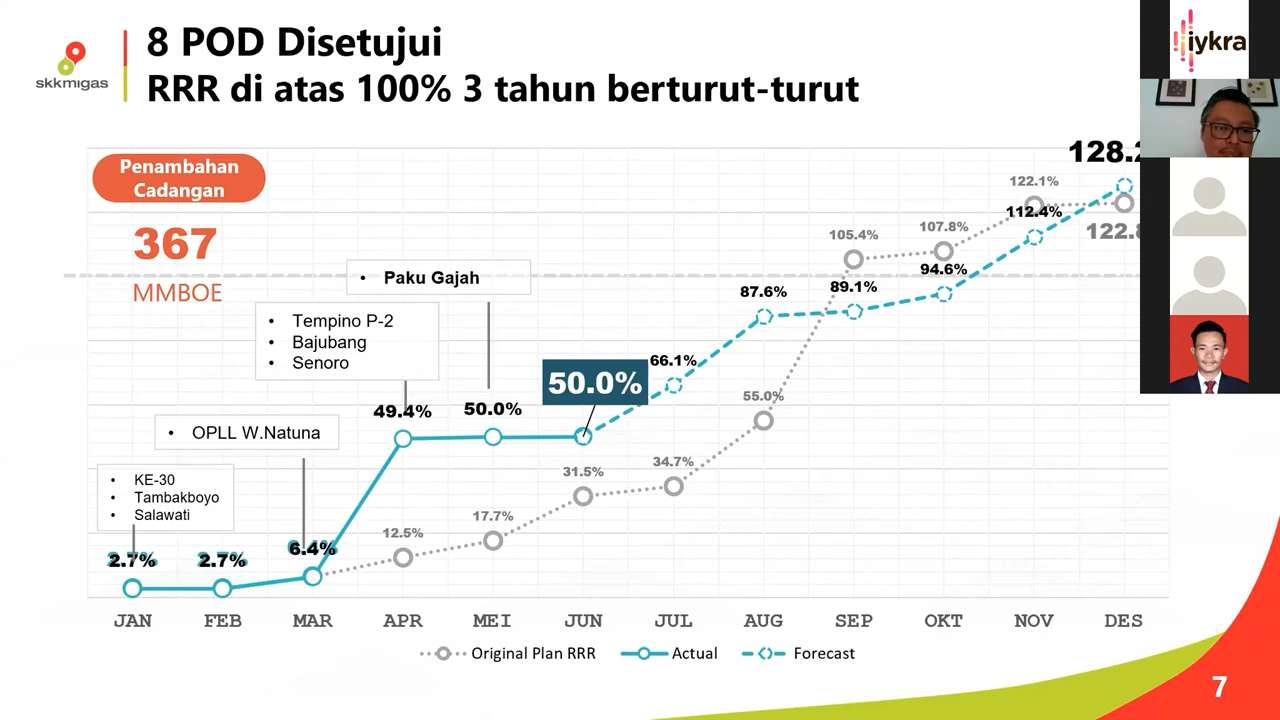 8 POD Disetujui
RRR di atas 100% 3 tahun berturut-turut
skkmigas
iykra
Penambahan
Cadangan
367
MMBOE
• Paku Gajah
• Tempino P-2
• Bajubang
• Senoro
• OPLL W.Natuna
• KE-30
• Tambakboyo
• Salawati
2.7%
2.7%
6.4%
49.4%
50.0%
50.0%
66.1%
87.6%
89.1%
94.6%
112.4%
128.2
12.5%
17.7%
31.5%
34.7%
55.0%
105.4%
107.8%
122.1%
122.8
JAN FEB MAR APR MEI JUN JUL AUG SEP OKT NOV DES
Original Plan RRR Actual Forecast
7